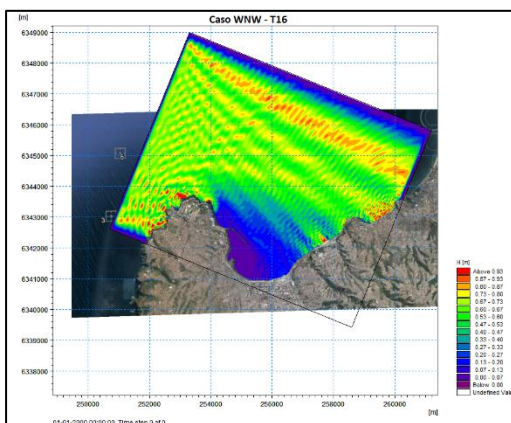 Caso WNW - T16
[m]
6349000
6348000
6347000
6346000
6345000
6344000
6343000
6342000
6341000
6340000
6339000
6338000
H [m]
Above 0.93
0.87 - 0.93
0.80 - 0.87
0.73 - 0.80
0.67 - 0.73
0.60 - 0.67
0.53 - 0.60
0.47 - 0.53
0.40 - 0.47
0.33 - 0.40
0.27 - 0.33
0.20 - 0.27
0.13 - 0.20
0.07 - 0.13
0.00 - 0.07
Below 0.00
Undefined Valu
250000
252000
254000
256000
258000
260000
[m]